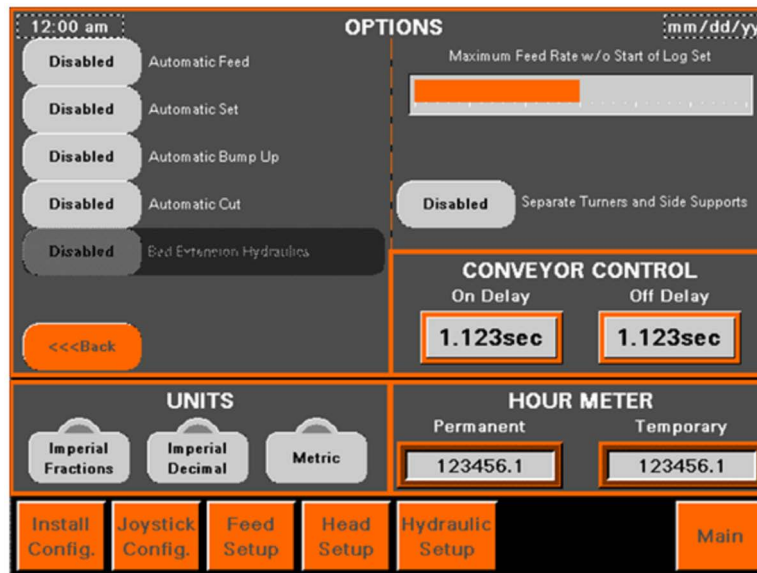 12:00 am
OPTIONS
mm/dd/yy
Disabled Automatic Feed
Disabled Automatic Set
Disabled Automatic Bump Up
Disabled Automatic Cut
Disabled Bed Extension Hydraulics
<<<Back
Maximum Feed Rate w/o Start of Log Set
Disabled Separate Turners and Side Supports
CONVEYOR CONTROL
On Delay Off Delay
1.123sec 1.123sec
UNITS
Imperial Fractions
Imperial Decimal
Metric
HOUR METER
Permanent Temporary
123456.1 123456.1
Install Config.
Joystick Config.
Feed Setup
Head Setup
Hydraulic Setup
Main